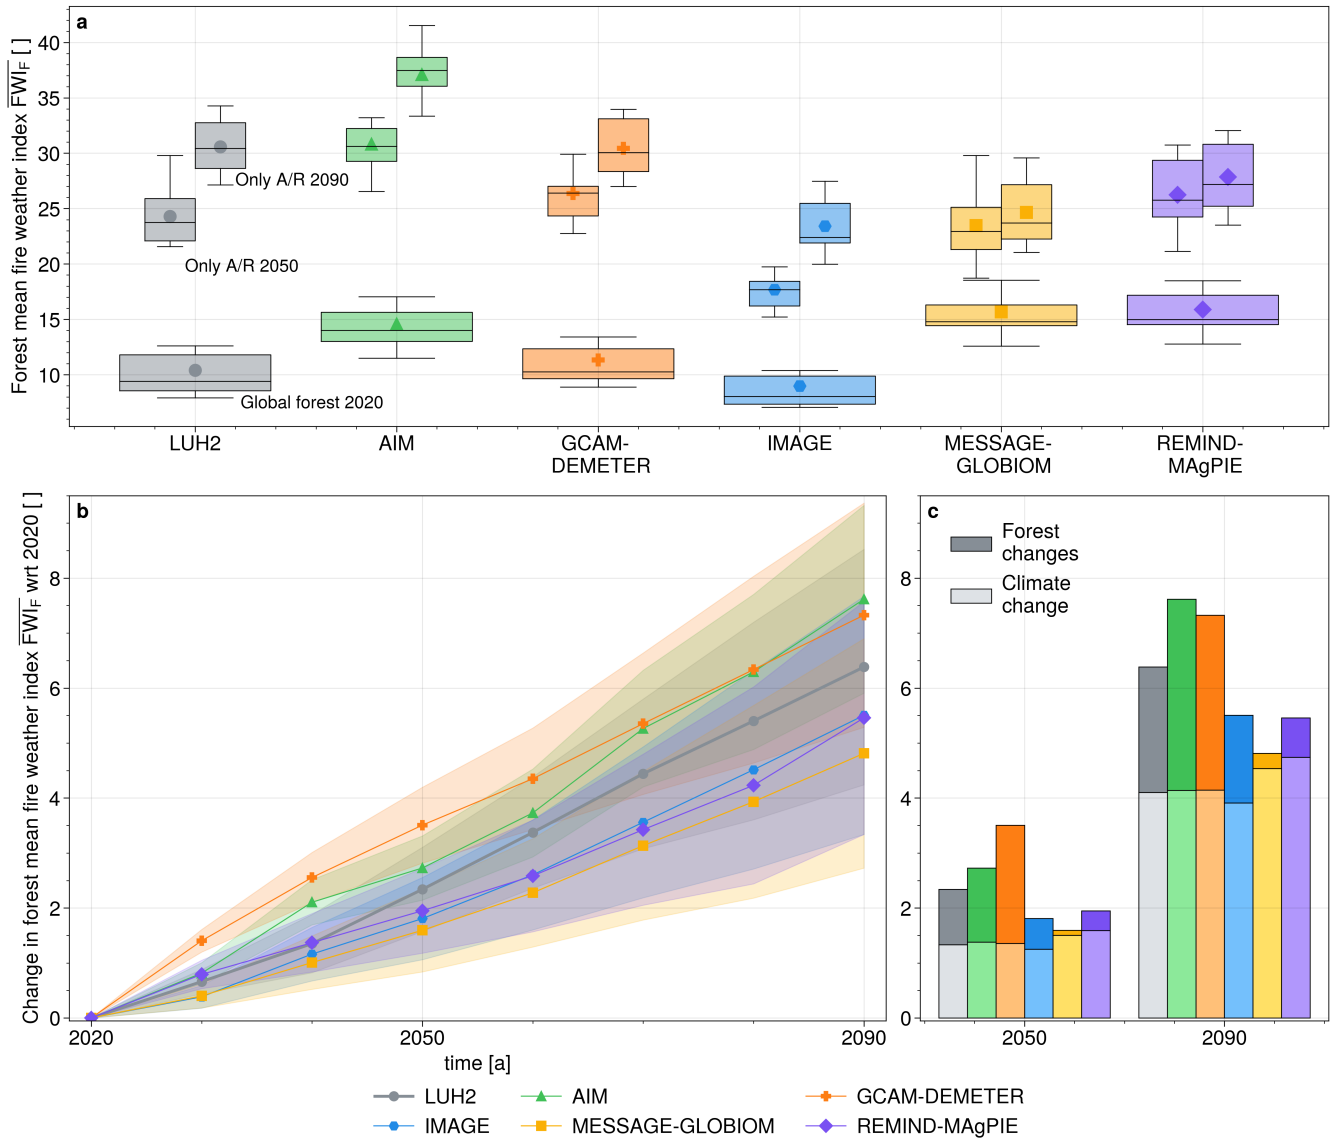 a
Forest mean fire weather index FWI_F [ ]
40
35
30
25
20
15
10
Only A/R 2090
Only A/R 2050
Global forest 2020
LUH2
AIM
GCAM-
DEMETER
IMAGE
MESSAGE-
GLOBIOM
REMIND-
MAgPIE
b
Change in forest mean fire weather index FWI_F wrt 2020 [ ]
8
6
4
2
0
2020
2050
2090
time [a]
c
Forest
changes
Climate
change
8
6
4
2
0
2050
2090
LUH2
AIM
GCAM-DEMETER
IMAGE
MESSAGE-GLOBIOM
REMIND-MAgPIE